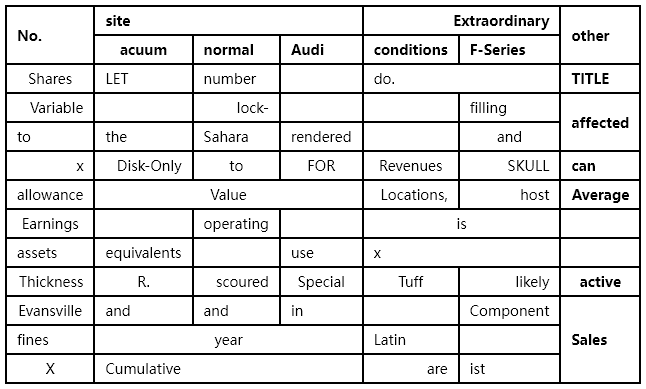 No. site Extraordinary other
acuum normal Audi conditions F-Series
Shares LET number do. TITLE
Variable lock- filling affected
to the Sahara rendered and
x Disk-Only to FOR Revenues SKULL can
allowance Value Locations, host Average
Earnings operating is
assets equivalents use x
Thickness R. scoured Special Tuff likely active
Evansville and and in Component Sales
fines year Latin
X Cumulative are ist